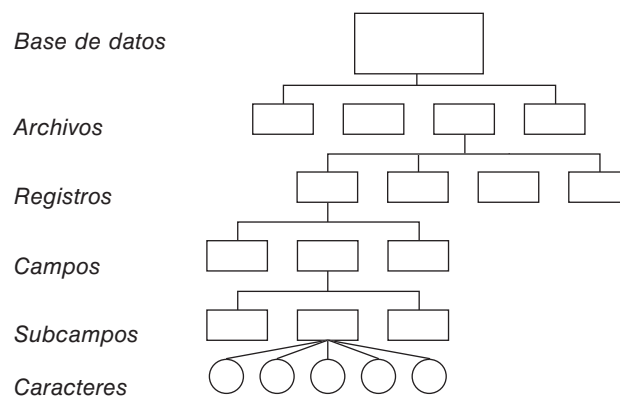 Base de datos
Archivos
Registros
Campos
Subcampos
Caracteres